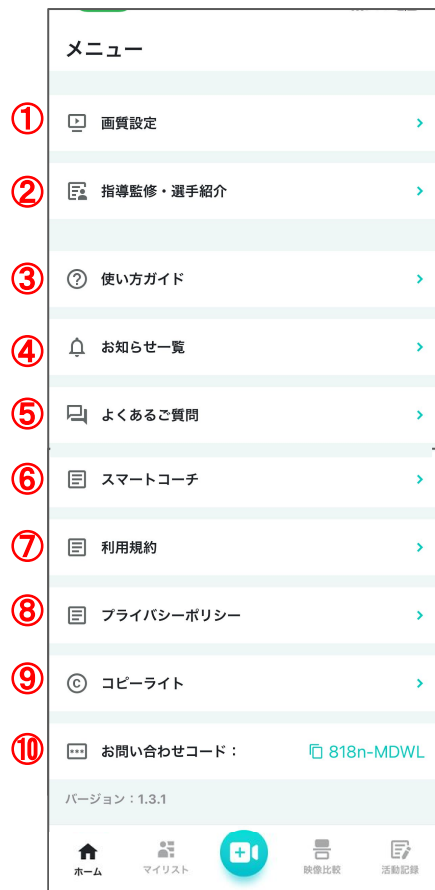 メニュー
① 画質設定
② 指導監修・選手紹介
③ 使い方ガイド
④ お知らせ一覧
⑤ よくあるご質問
⑥ スマートコーチ
⑦ 利用規約
⑧ プライバシーポリシー
⑨ コピーライト
⑩ お問い合わせコード： 818n-MDWL
バージョン：1.3.1
ホーム マイリスト 映像比較 活動記録